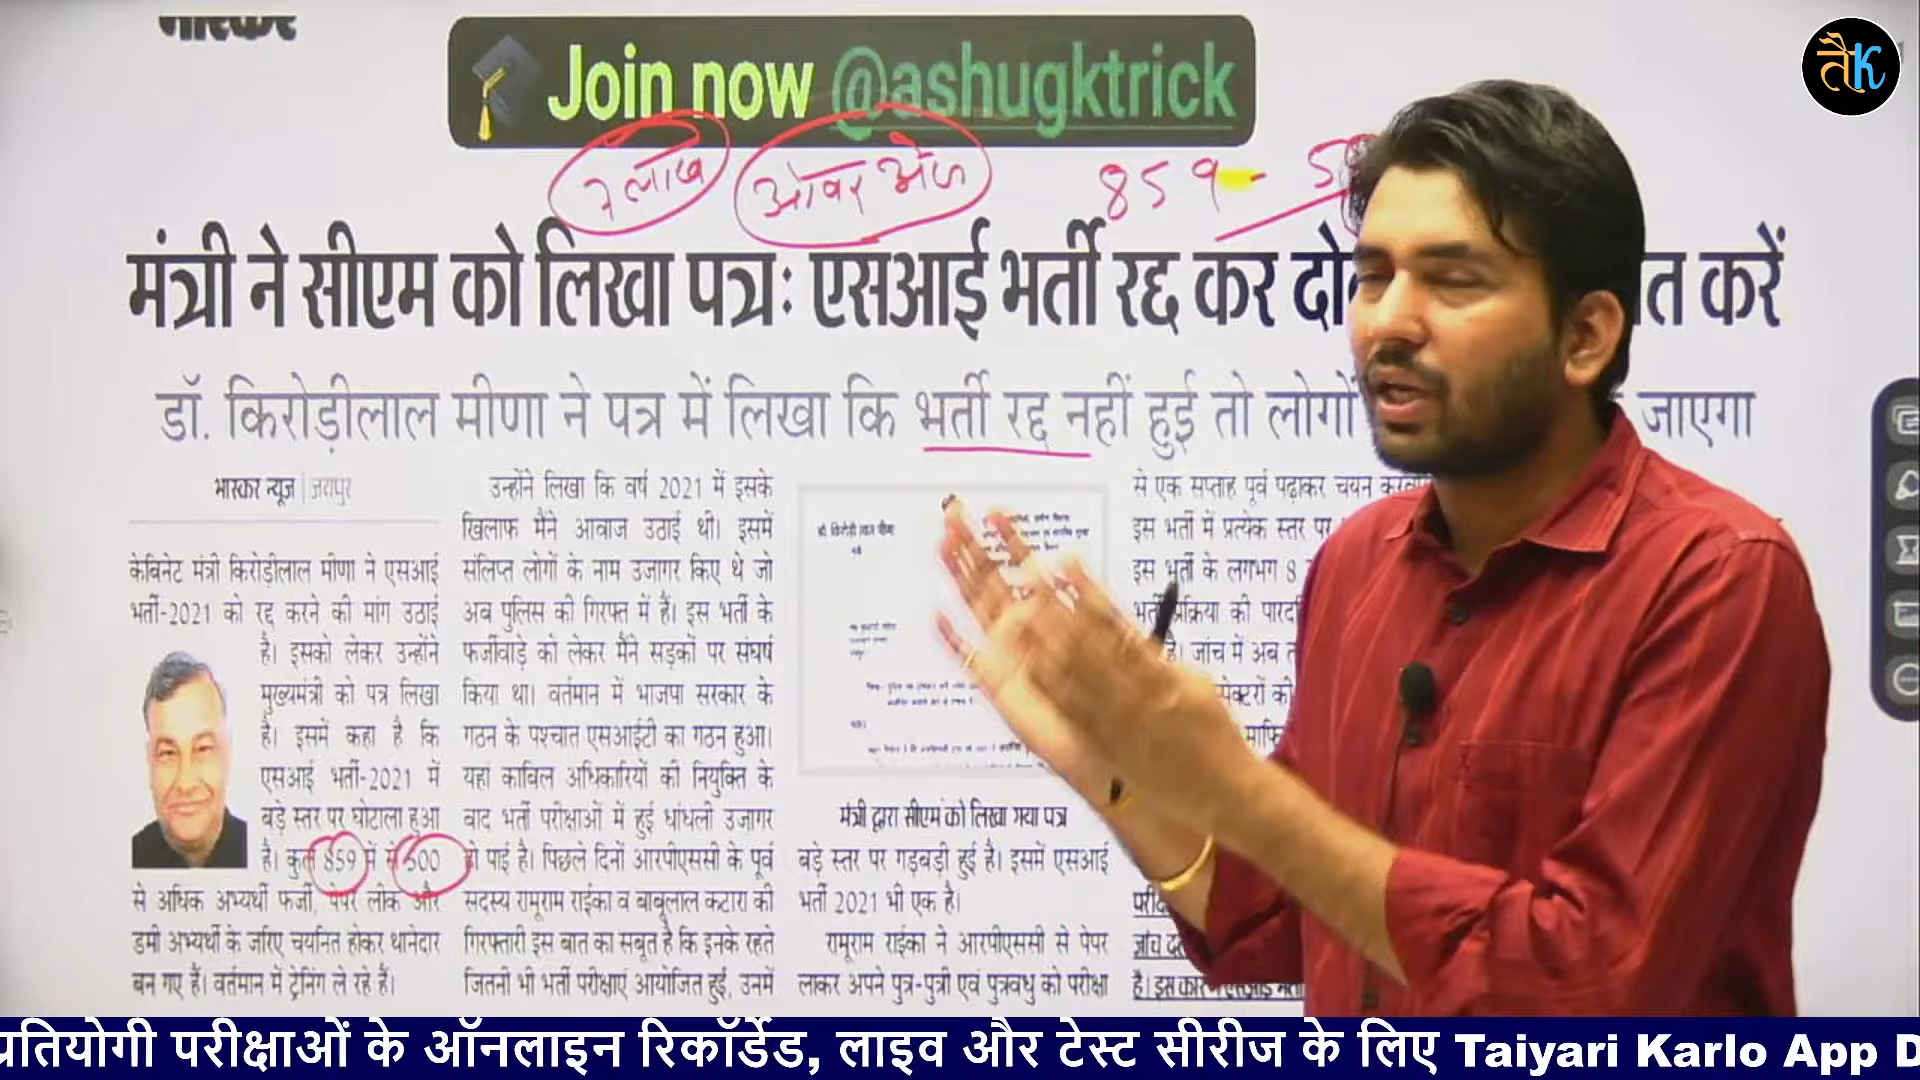 भास्कर
Join now @ashugktrick
तैK
7 लाख
ओवर अेज
859 - 5
मंत्री ने सीएम को लिखा पत्रः एसआई भर्ती रद्द कर
त करें
डॉ. किरोड़ीलाल मीणा ने पत्र में लिखा कि भर्ती रद्द नहीं हुई तो लोगों
जाएगा
भास्कर न्यूज | जयपुर
केबिनेट मंत्री किरोड़ीलाल मीणा ने एसआई
भर्ती-2021 को रद्द करने की मांग उठाई
है। इसको लेकर उन्होंने
मुख्यमंत्री को पत्र लिखा
है। इसमें कहा है कि
एसआई भर्ती-2021 में
बड़े स्तर पर घोटाला हुआ
है। कुल 859 में से 500
से अधिक अभ्यर्थी फर्जी, पेपर लीक और
डमी अभ्यर्थी के जरिए चयनित होकर थानेदार
बन गए हैं। वर्तमान में ट्रेनिंग ले रहे हैं।
उन्होंने लिखा कि वर्ष 2021 में इसके
खिलाफ मैंने आवाज उठाई थी। इसमें
संलिप्त लोगों के नाम उजागर किए थे जो
अब पुलिस की गिरफ्त में हैं। इस भर्ती के
फर्जीवाड़े को लेकर मैंने सड़कों पर संघर्ष
किया था। वर्तमान में भाजपा सरकार के
गठन के पश्चात एसआईटी का गठन हुआ।
यहां काबिल अधिकारियों की नियुक्ति के
बाद भर्ती परीक्षाओं में हुई धांधली उजागर
हो पाई है। पिछले दिनों आरपीएससी के पूर्व
सदस्य रामूराम राईका व बाबूलाल कटारा की
गिरफ्तारी इस बात का सबूत है कि इनके रहते
जितनी भी भर्ती परीक्षाएं आयोजित हुई, उनमें
डॉ. किरोड़ी लाल मीणा
मंत्री द्वारा सीएम को लिखा गया पत्र
बड़े स्तर पर गड़बड़ी हुई है। इसमें एसआई
भर्ती 2021 भी एक है।
रामूराम राईका ने आरपीएससी से पेपर
लाकर अपने पुत्र-पुत्री एवं पुत्रवधु को परीक्षा
से एक सप्ताह पूर्व पढ़ाकर चयन
इस भर्ती में प्रत्येक स्तर पर
इस भर्ती के लगभग 8
भर्ती प्रक्रिया की
है। जांच में अब
को
है। इस
प्रतियोगी परीक्षाओं के ऑनलाइन रिकॉर्डेड, लाइव और टेस्ट सीरीज के लिए Taiyari Karlo App D